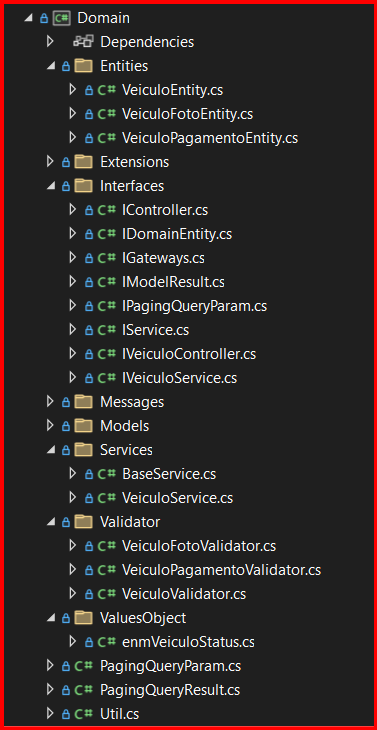 C# Domain
Dependencies
Entities
C# VeiculoEntity.cs
C# VeiculoFotoEntity.cs
C# VeiculoPagamentoEntity.cs
Extensions
Interfaces
C# IController.cs
C# IDomainEntity.cs
C# IGateways.cs
C# IModelResult.cs
C# IPagingQueryParam.cs
C# IService.cs
C# IVeiculoController.cs
C# IVeiculoService.cs
Messages
Models
Services
C# BaseService.cs
C# VeiculoService.cs
Validator
C# VeiculoFotoValidator.cs
C# VeiculoPagamentoValidator.cs
C# VeiculoValidator.cs
ValuesObject
C# enmVeiculoStatus.cs
C# PagingQueryParam.cs
C# PagingQueryResult.cs
C# Util.cs